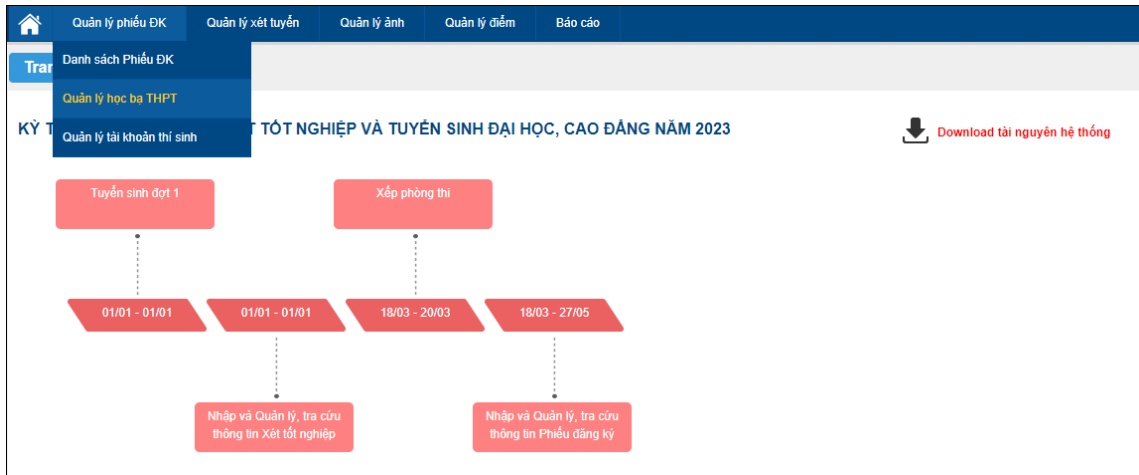 Quản lý phiếu ĐK Quản lý xét tuyển Quản lý ảnh Quản lý điểm Báo cáo
Danh sách Phiếu ĐK
Quản lý học bạ THPT
Quản lý tài khoản thí sinh
TỐT NGHIỆP VÀ TUYỂN SINH ĐẠI HỌC, CAO ĐẲNG NĂM 2023
Download tài nguyên hệ thống
Tuyển sinh đợt 1 Xếp phòng thi
01/01 - 01/01 01/01 - 01/01 18/03 - 20/03 18/03 - 27/05
Nhập và Quản lý, tra cứu
thông tin Xét tốt nghiệp
Nhập và Quản lý, tra cứu
thông tin Phiếu đăng ký